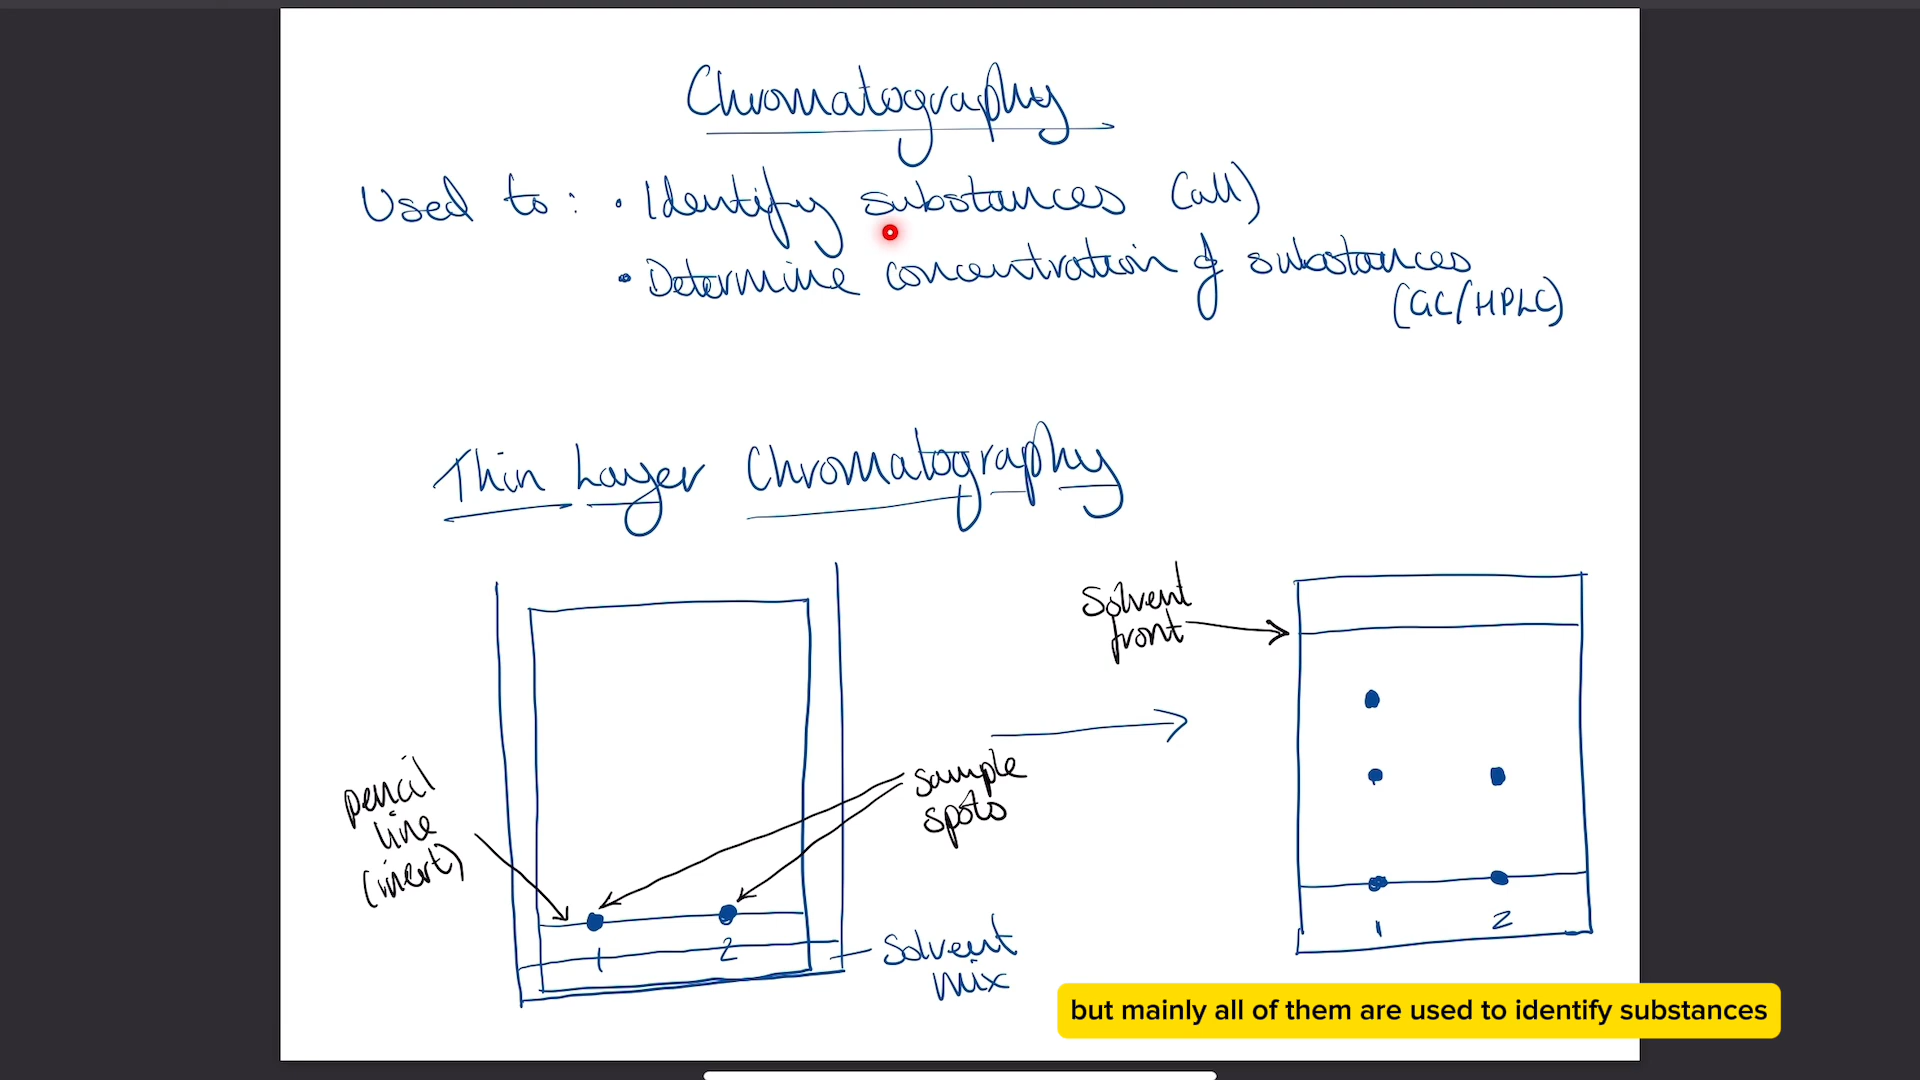 Chromatography
Used to: • Identify substances (all)
• Determine concentration of substances
(GC/HPLC)
Thin Layer Chromatography
Solvent
front
pencil
line
(inert)
sample
spots
1 2
Solvent
mix
1 2
but mainly all of them are used to identify substances